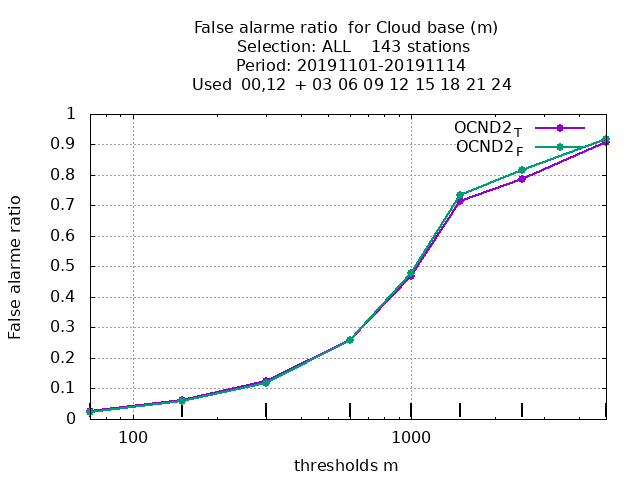 False alarme ratio  for Cloud base (m)
Selection: ALL    143 stations
Period: 20191101-20191114
Used  00,12  + 03 06 09 12 15 18 21 24
OCND2T
OCND2F
1
0.9
0.8
0.7
0.6
0.5
0.4
0.3
0.2
0.1
0
False alarme ratio
100
1000
thresholds m